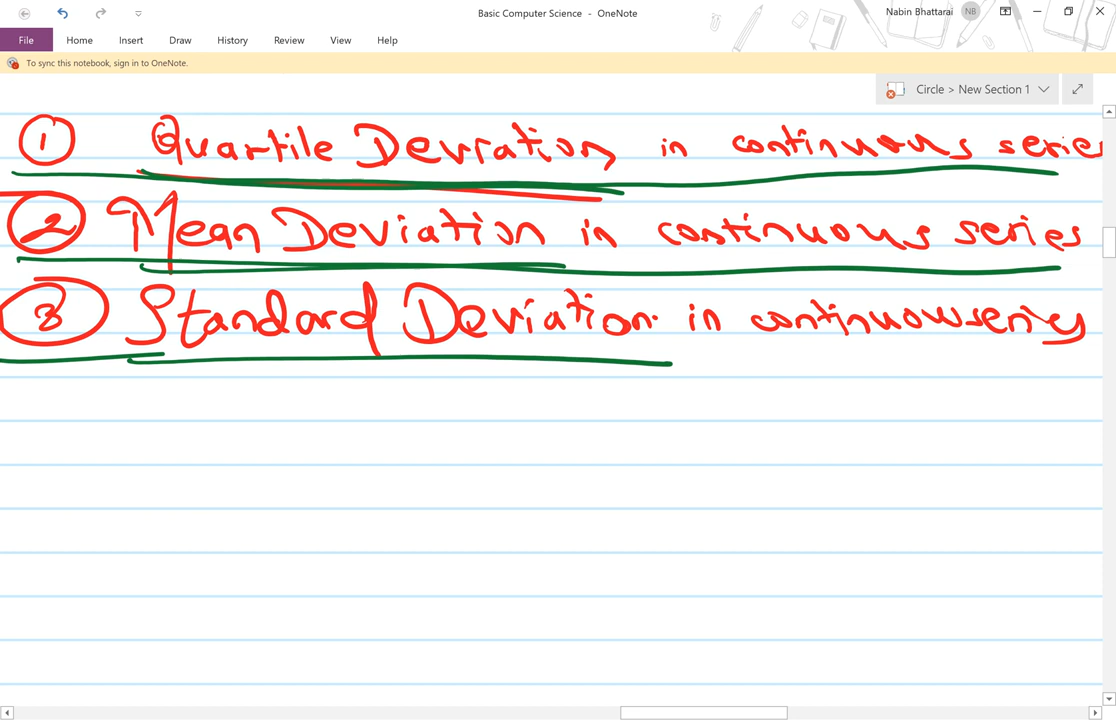 Basic Computer Science - OneNote
Nabin Bhattarai NB
File Home Insert Draw History Review View Help
To sync this notebook, sign in to OneNote.
Circle > New Section 1
1 Quartile Deviation in continuous series
2 Mean Deviation in continuous series
3 Standard Deviation in continuous series